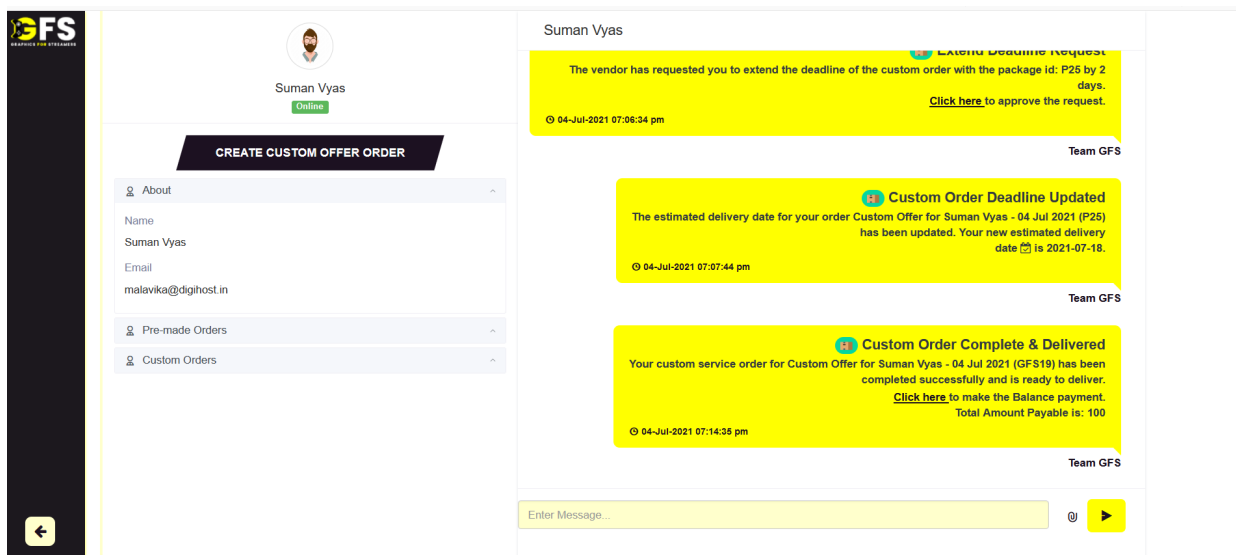 GFS
GRAPHICS FOR STREAMERS
Suman Vyas
Online
CREATE CUSTOM OFFER ORDER
About
Name
Suman Vyas
Email
malavika@digihost.in
Pre-made Orders
Custom Orders
Suman Vyas
Extend Deadline Request
The vendor has requested you to extend the deadline of the custom order with the package id: P25 by 2
days.
Click here to approve the request.
04-Jul-2021 07:06:34 pm
Team GFS
Custom Order Deadline Updated
The estimated delivery date for your order Custom Offer for Suman Vyas - 04 Jul 2021 (P25)
has been updated. Your new estimated delivery
date is 2021-07-18.
04-Jul-2021 07:07:44 pm
Team GFS
Custom Order Complete & Delivered
Your custom service order for Custom Offer for Suman Vyas - 04 Jul 2021 (GFS19) has been
completed successfully and is ready to deliver.
Click here to make the Balance payment.
Total Amount Payable is: 100
04-Jul-2021 07:14:35 pm
Team GFS
Enter Message...